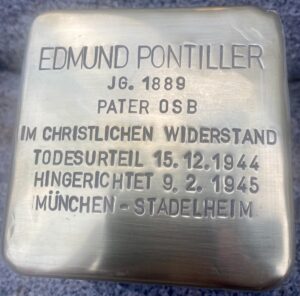 EDMUND PONTILLER
JG. 1889
PATER OSB
IM CHRISTLICHEN WIDERSTAND
TODESURTEIL 15.12.1944
HINGERICHTET 9.2.1945
MÜNCHEN-STADELHEIM